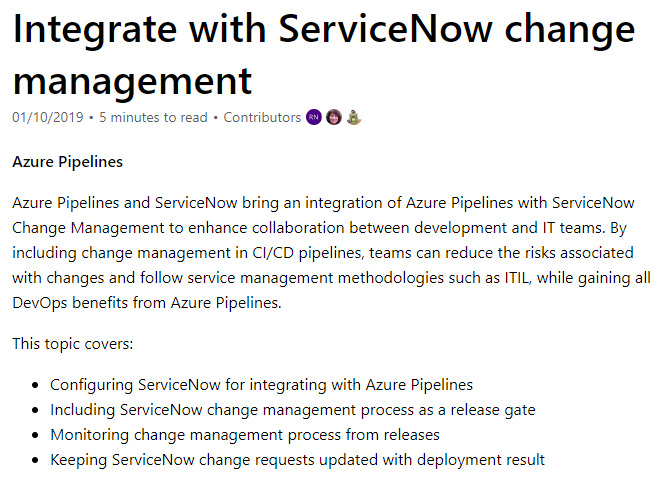 Integrate with ServiceNow change
management
01/10/2019 • 5 minutes to read • Contributors RN
Azure Pipelines
Azure Pipelines and ServiceNow bring an integration of Azure Pipelines with ServiceNow
Change Management to enhance collaboration between development and IT teams. By
including change management in CI/CD pipelines, teams can reduce the risks associated
with changes and follow service management methodologies such as ITIL, while gaining all
DevOps benefits from Azure Pipelines.
This topic covers:
• Configuring ServiceNow for integrating with Azure Pipelines
• Including ServiceNow change management process as a release gate
• Monitoring change management process from releases
• Keeping ServiceNow change requests updated with deployment result